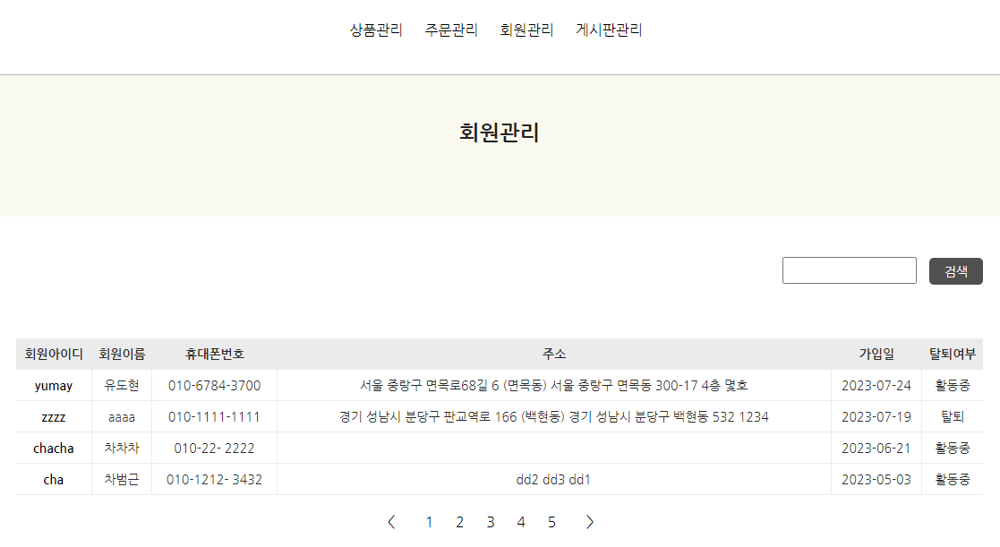 상품관리 주문관리 회원관리 게시판관리
회원관리
검색
회원아이디 회원이름 휴대폰번호 주소 가입일 탈퇴여부
yumay 유도현 010-6784-3700 서울 중랑구 면목로68길 6 (면목동) 서울 중랑구 면목동 300-17 4층 몇호 2023-07-24 활동중
zzzz aaaa 010-1111-1111 경기 성남시 분당구 판교역로 166 (백현동) 경기 성남시 분당구 백현동 532 1234 2023-07-19 탈퇴
chacha 차차차 010-22- 2222 2023-06-21 활동중
cha 차범근 010-1212- 3432 dd2 dd3 dd1 2023-05-03 활동중
< 1 2 3 4 5 >